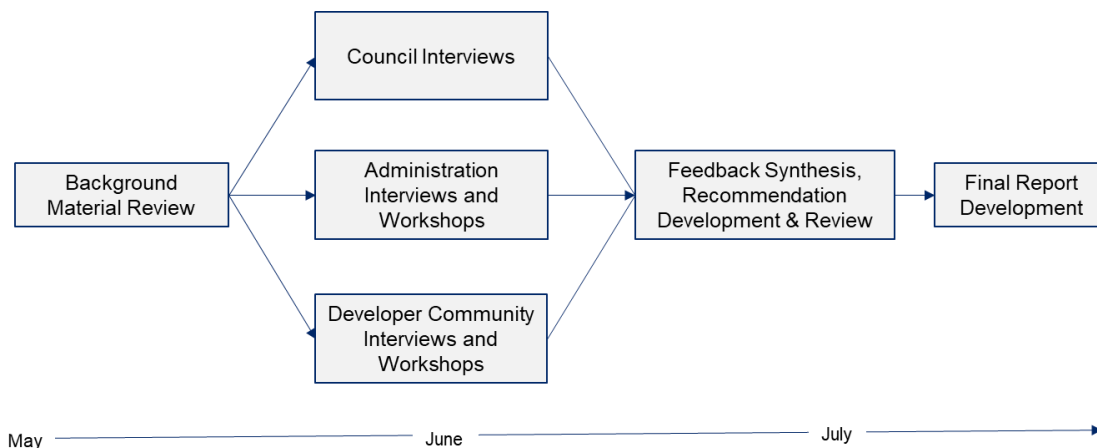 Council Interviews
Background
Material Review
Administration
Interviews and
Workshops
Developer Community
Interviews and
Workshops
Feedback Synthesis,
Recommendation
Development & Review
Final Report
Development
May
June
July